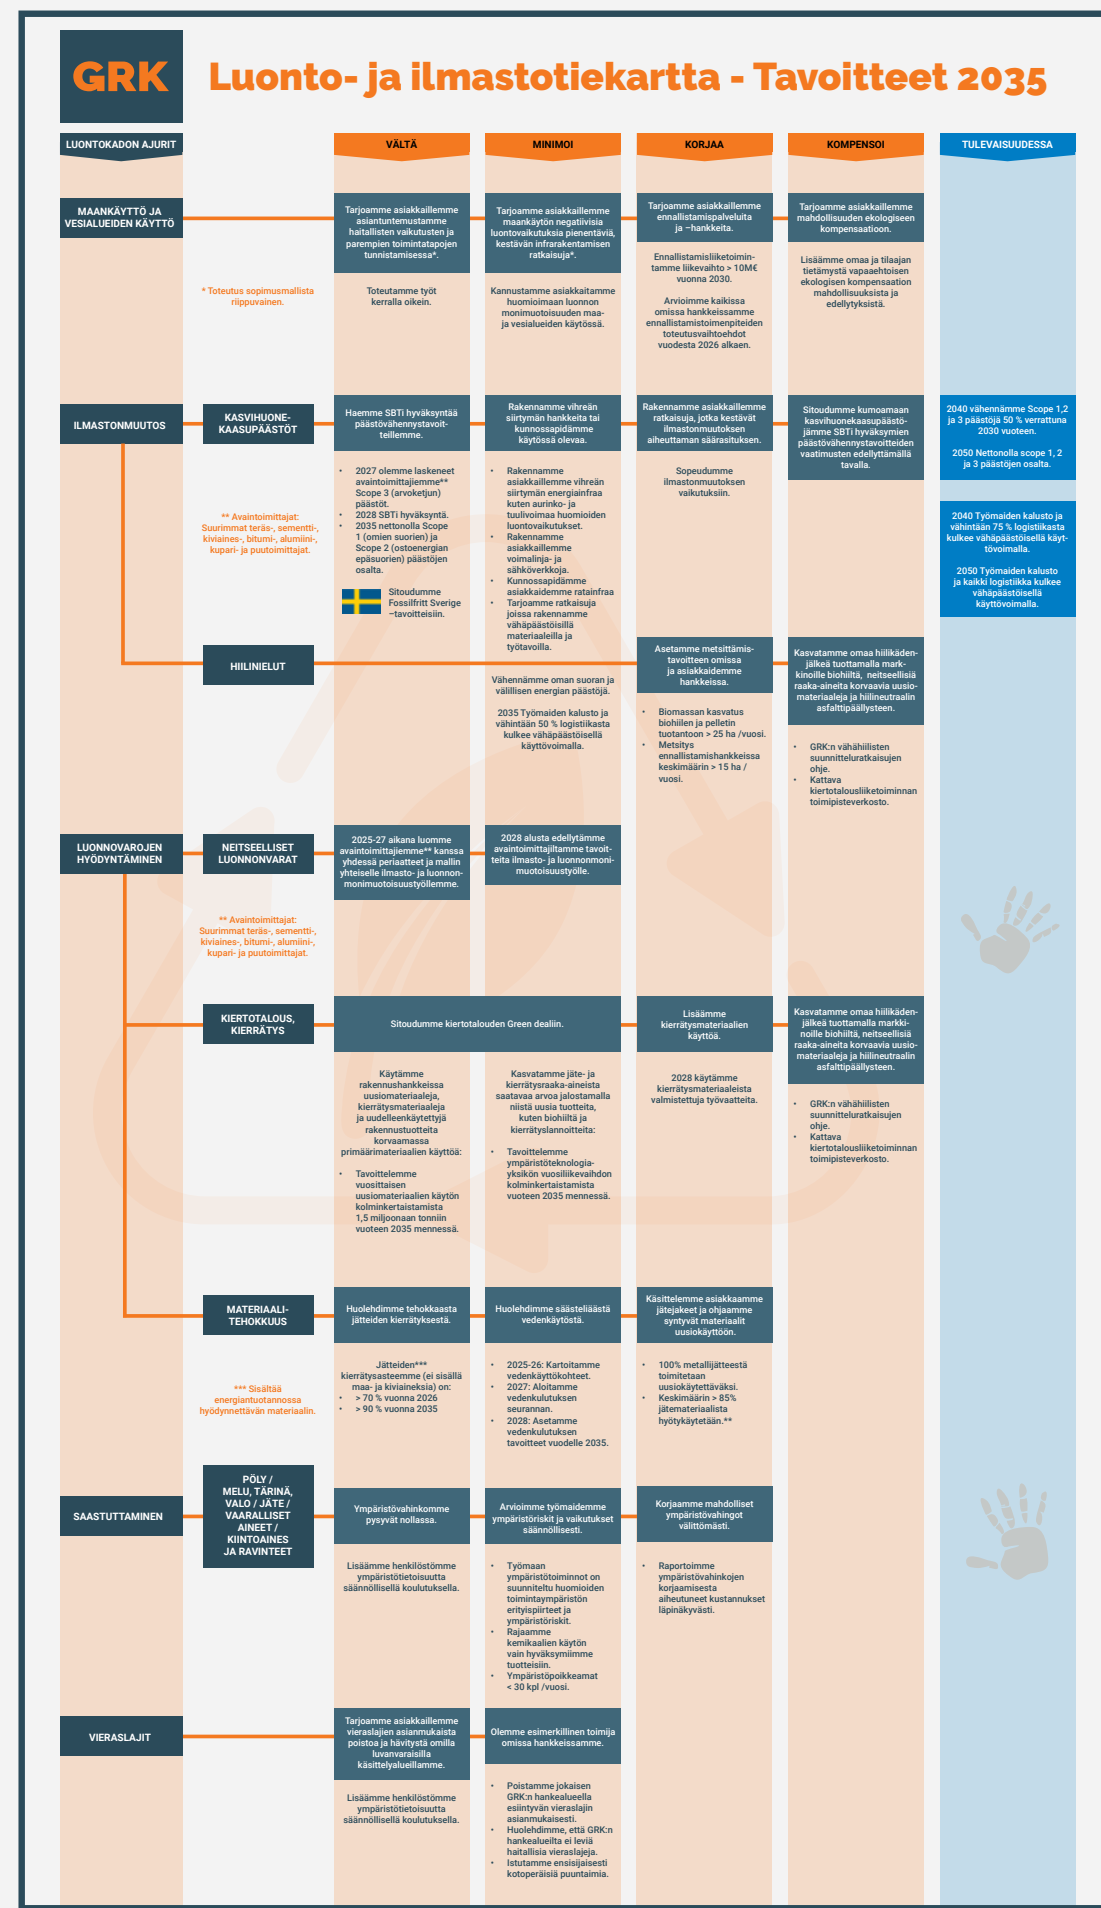 GRK
Luonto- ja ilmastotiekartta - Tavoitteet 2035
LUONTOKADON AJURIT
VÄLTÄ
MINIMOI
KORJAA
KOMPENSOI
TULEVAISUUDESSA
MAANKÄYTTÖ JA
VESIALUEIDEN KÄYTTÖ
* Toteutus sopimusmallista
riippuvainen.
Tarjoamme asiakkaillemme
asiantuntemustamme
haitallisten vaikutusten ja
parempien toimintatapojen
tunnistamisessa*.
Toteutamme työt
kerralla oikein.
Tarjoamme asiakkaillemme
maankäytön negatiivisia
luontovaikutuksia pienentäviä,
kestävän infrarakentamisen
ratkaisuja*.
Kannustamme asiakkaitamme
huomioimaan luonnon
monimuotoisuuden maa-
ja vesialueiden käytössä.
Tarjoamme asiakkaillemme
ennallistamispalveluita
ja –hankkeita.
Ennallistamisliiketoimin-
tamme liikevaihto > 10M€
vuonna 2030.
Arvioimme kaikissa
omissa hankkeissamme
ennallistamistoimenpiteiden
toteutusvaihtoehdot
vuodesta 2026 alkaen.
Tarjoamme asiakkaillemme
mahdollisuuden ekologiseen
kompensaatioon.
Lisäämme omaa ja tilaajan
tietämystä vapaaehtoisen
ekologisen kompensaation
mahdollisuuksista ja
edellytyksistä.
ILMASTONMUUTOS
KASVIHUONE-
KAASUPÄÄSTÖT
** Avaintoimittajat:
Suurimmat teräs-, sementti-,
kiviaines-, bitumi-, alumiini-,
kupari- ja puutoimittajat.
Haemme SBTi hyväksyntää
päästövähennystavoit-
teillemme.
• 2027 olemme laskeneet
avaintoimittajiemme**
Scope 3 (arvoketjun)
päästöt.
• 2028 SBTi hyväksyntä.
• 2035 nettonolla Scope
1 (omien suorien) ja
Scope 2 (ostoenergian
epäsuorien) päästöjen
osalta.
Sitoudumme
Fossilfritt Sverige
–tavoitteisiin.
Rakennamme vihreän
siirtymän hankkeita tai
kunnossapidämme
käytössä olevaa.
• Rakennamme
asiakkaillemme vihreän
siirtymän energiainfraa
kuten aurinko- ja
tuulivoimaa huomioiden
luontovaikutukset.
• Rakennamme
asiakkaillemme
voimalinja- ja
sähköverkkoja.
• Kunnossapidämme
asiakkaidemme ratainfraa
• Tarjoamme ratkaisuja
joissa rakennamme
vähäpäästöisillä
materiaaleilla ja
työtavoilla.
Vähennämme oman suoran ja
välillisen energian päästöjä.
2035 Työmaiden kalusto ja
vähintään 50 % logistiikasta
kulkee vähäpäästöisellä
käyttövoimalla.
Rakennamme asiakkaillemme
ratkaisuja, jotka kestävät
ilmastonmuutoksen
aiheuttaman säärasituksen.
Sopeudumme
ilmastonmuutoksen
vaikutuksiin.
Sitoudumme kumoamaan
kasvihuonekaasupäästö-
jämme SBTi hyväksymien
päästövähennystavoitteiden
vaatimusten edellyttämällä
tavalla.
2040 vähennämme Scope 1,2
ja 3 päästöjä 50 % verrattuna
2030 vuoteen.
2050 Nettonolla scope 1, 2
ja 3 päästöjen osalta.
2040 Työmaiden kalusto ja
vähintään 75 % logistiikasta
kulkee vähäpäästöisellä käyt-
tövoimalla.
2050 Työmaiden kalusto
ja kaikki logistiikka kulkee
vähäpäästöisellä
käyttövoimalla.
HIILINIELUT
Asetamme metsittämis-
tavoitteen omissa
ja asiakkaidemme
hankkeissa.
• Biomassan kasvatus
biohiilen ja pelletin
tuotantoon > 25 ha /vuosi.
• Metsitys
ennallistamishankkeissa
keskimäärin > 15 ha /
vuosi.
Kasvatamme omaa hiilikäden-
jälkeä tuottamalla mark-
kinoille biohiiltä, neitseellisiä
raaka-aineita korvaavia uusio-
materiaaleja ja hiilineutraalin
asfalttipäällysteen.
• GRK:n vähähiilisten
suunnitteluratkaisujen
ohje.
• Kattava
kiertotalousliiketoiminnan
toimipisteverkosto.
LUONNOVAROJEN
HYÖDYNTÄMINEN
NEITSEELLISET
LUONNONVARAT
** Avaintoimittajat:
Suurimmat teräs-, sementti-,
kiviaines-, bitumi-, alumiini-,
kupari- ja puutoimittajat.
2025-27 aikana luomme
avaintoimittajiemme** kanssa
yhdessä periaatteet ja mallin
yhteiselle ilmasto- ja luonnon-
monimuotoisuustyöllemme.
2028 alusta edellytämme
avaintoimittajiltamme tavoit-
teita ilmasto- ja luonnonmoni-
muotoisuustyölle.
KIERTOTALOUS,
KIERRÄTYS
Sitoudumme kiertotalouden Green dealiin.
Käytämme
rakennushankkeissa
uusiomateriaaleja,
kierrätysmateriaaleja
ja uudelleenkäytettyjä
rakennustuotteita
korvaamassa
primäärimateriaalien käyttöä:
• Tavoittelemme
vuosittaisen
uusiomateriaalien käytön
kolminkertaistamista
1,5 miljoonaan tonniin
vuoteen 2035 mennessä.
Kasvatamme jäte- ja
kierrätysraaka-aineista
saatavaa arvoa jalostamalla
niistä uusia tuotteita,
kuten biohiiltä ja
kierrätyslannoitteita:
• Tavoittelemme
ympäristöteknologia-
yksikön vuosiliikevaihdon
kolminkertaistamista
vuoteen 2035 mennessä.
Lisäämme
kierrätysmateriaalien
käyttöä.
2028 käytämme
kierrätysmateriaaleista
valmistettuja työvaatteita.
Kasvatamme omaa hiilikäden-
jälkeä tuottamalla markki-
noille biohiiltä, neitseellisiä
raaka-aineita korvaavia uusio-
materiaaleja ja hiilineutraalin
asfalttipäällysteen.
• GRK:n vähähiilisten
suunnitteluratkaisujen
ohje.
• Kattava
kiertotalousliiketoiminnan
toimipisteverkosto.
MATERIAALI-
TEHOKKUUS
*** Sisältää
energiantuotannossa
hyödynnettävän materiaalin.
Huolehdimme tehokkaasta
jätteiden kierrätyksestä.
Jätteiden***
kierrätysasteemme (ei sisällä
maa- ja kiviaineksia) on:
• > 70 % vuonna 2026
• > 90 % vuonna 2035
Huolehdimme säästeliäästä
vedenkäytöstä.
• 2025-26: Kartoitamme
vedenkäyttökohteet.
• 2027: Aloitamme
vedenkulutuksen
seurannan.
• 2028: Asetamme
vedenkulutuksen
tavoitteet vuodelle 2035.
Käsittelemme asiakkaamme
jätejakeet ja ohjaamme
syntyvät materiaalit
uusiokäyttöön.
• 100% metallijätteestä
toimitetaan
uusiokäytettäväksi.
• Keskimäärin > 85%
jätemateriaalista
hyötykäytetään.**
SAASTUTTAMINEN
PÖLY /
MELU, TÄRINÄ,
VALO / JÄTE /
VAARALLISET
AINEET /
KIINTOAINES
JA RAVINTEET
Ympäristövahinkomme
pysyvät nollassa.
Lisäämme henkilöstömme
ympäristötietoisuutta
säännöllisellä koulutuksella.
Arvioimme työmaidemme
ympäristöriskit ja vaikutukset
säännöllisesti.
• Työmaan
ympäristötoiminnot on
suunniteltu huomioiden
toimintaympäristön
erityispiirteet ja
ympäristöriskit.
• Rajaamme
kemikaalien käytön
vain hyväksymiimme
tuotteisiin.
• Ympäristöpoikkeamat
< 30 kpl /vuosi.
Korjaamme mahdolliset
ympäristövahingot
välittömästi.
• Raportoimme
ympäristövahinkojen
korjaamisesta
aiheutuneet kustannukset
läpinäkyvästi.
VIERASLAJIT
Tarjoamme asiakkaillemme
vieraslajien asianmukaista
poistoa ja hävitystä omilla
luvanvaraisilla
käsittelyalueillamme.
Lisäämme henkilöstömme
ympäristötietoisuutta
säännöllisellä koulutuksella.
Olemme esimerkillinen toimija
omissa hankkeissamme.
• Poistamme jokaisen
GRK:n hankealueella
esiintyvän vieraslajin
asianmukaisesti.
• Huolehdimme, että GRK:n
hankealueilta ei leviä
haitallisia vieraslajeja.
• Istutamme ensisijaisesti
kotoperäisiä puuntaimia.